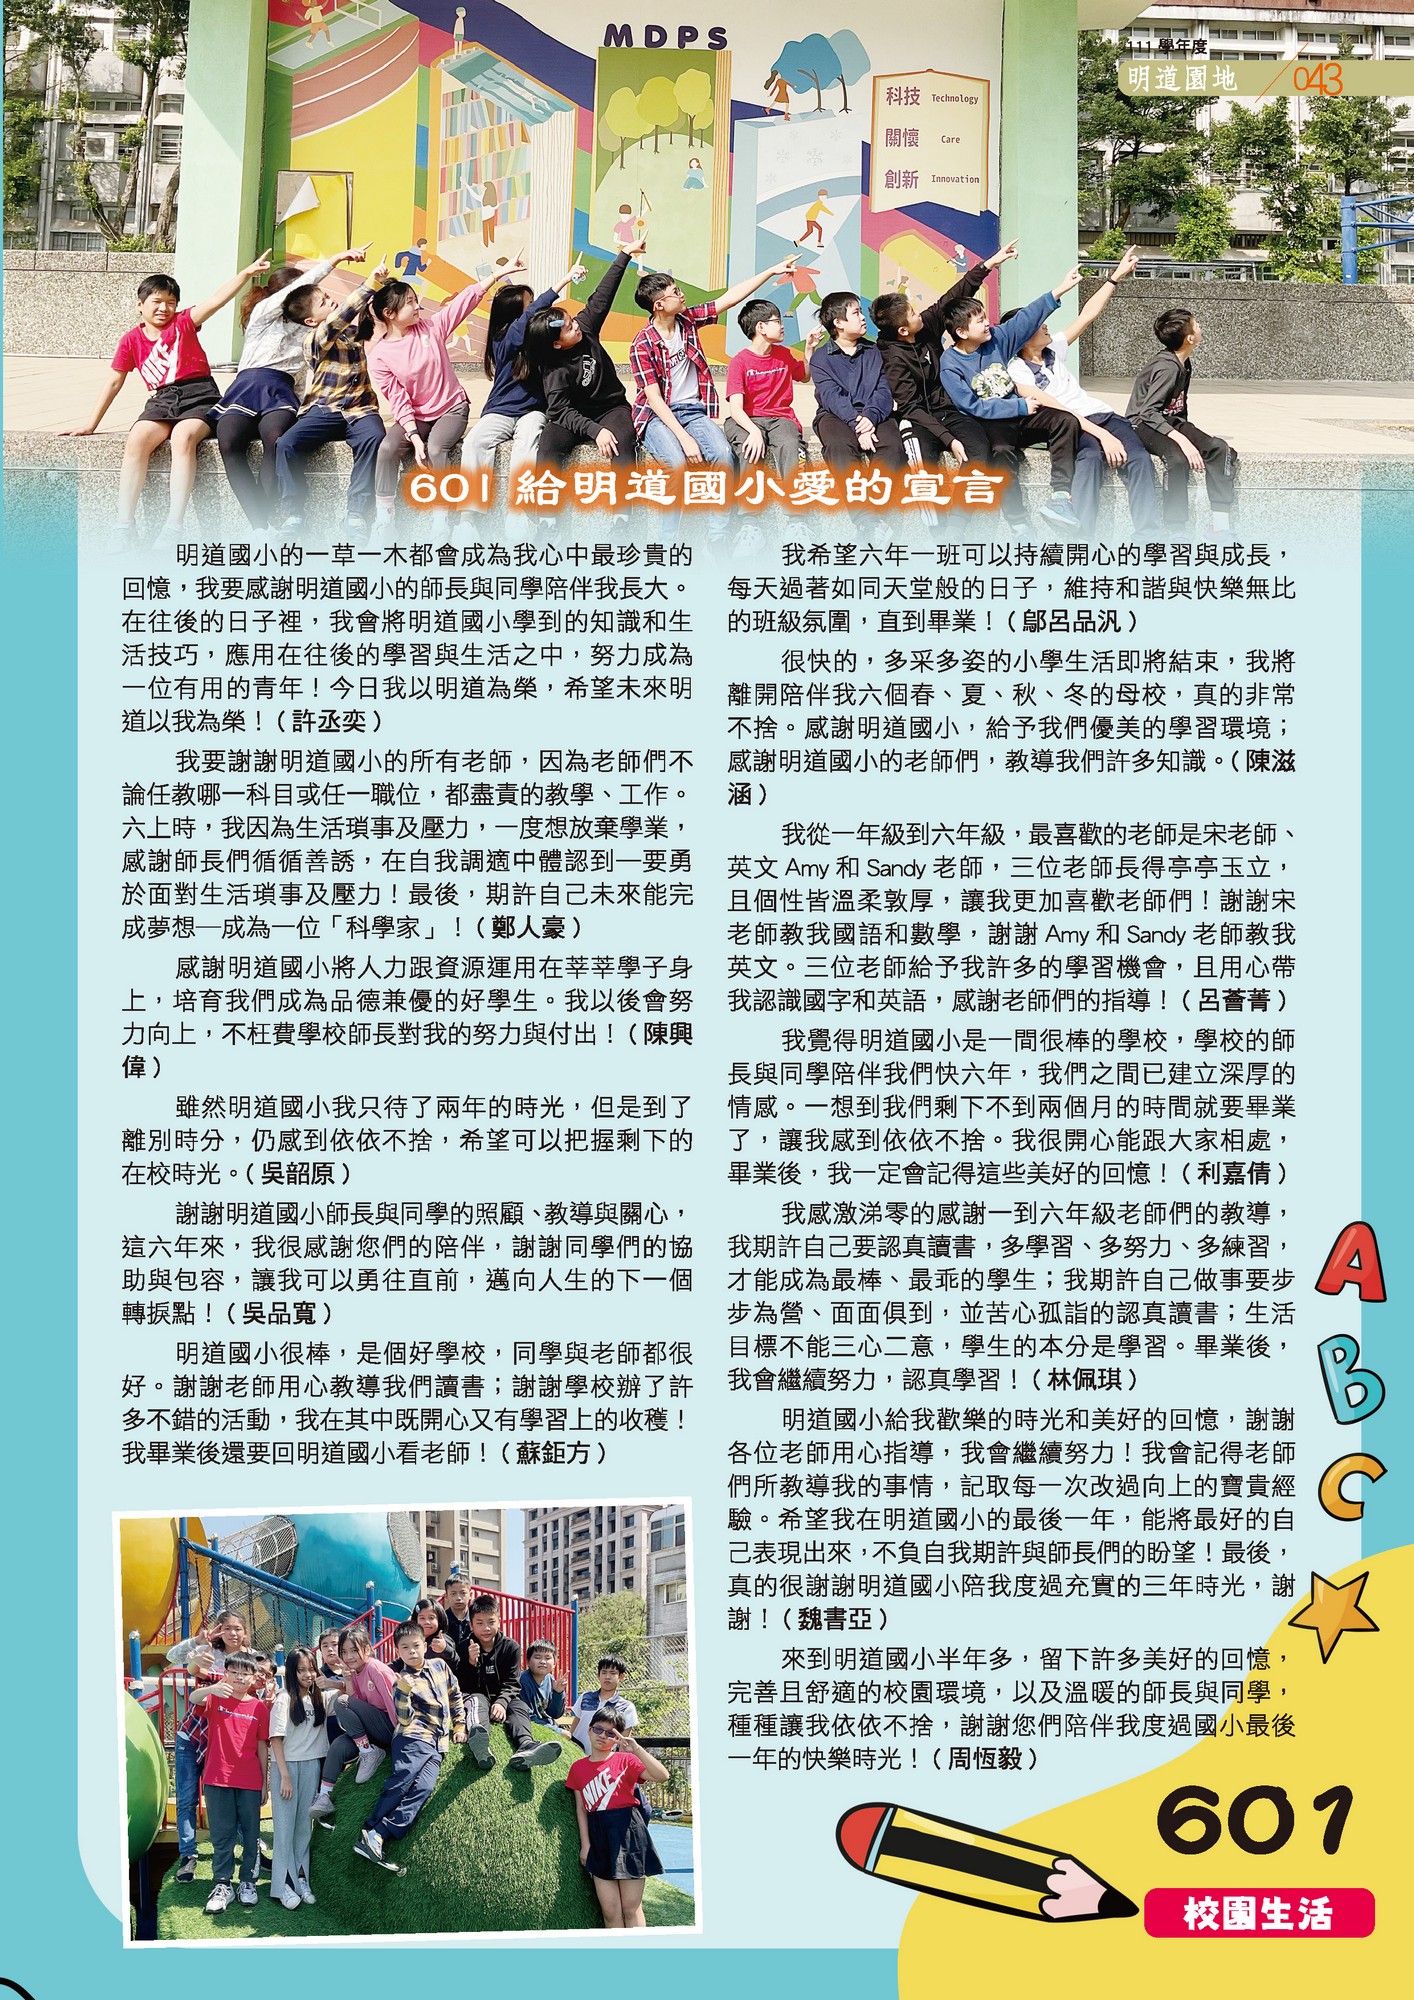 MDPS
科技 Technology
關懷 Care
創新 Innovation
111 學年度
明道園地 043
601 給明道國小愛的宣言
明道國小的一草一木都會成為我心中最珍貴的
回憶，我要感謝明道國小的師長與同學陪伴我長大。
在往後的日子裡，我會將明道國小學到的知識和生
活技巧，應用在往後的學習與生活之中，努力成為
一位有用的青年！今日我以明道為榮，希望未來明
道以我為榮！（許丞奕）
我要謝謝明道國小的所有老師，因為老師們不
論任教哪一科目或任一職位，都盡責的教學、工作。
六上時，我因為生活瑣事及壓力，一度想放棄學業，
感謝師長們循循善誘，在自我調適中體認到—要勇
於面對生活瑣事及壓力！最後，期許自己未來能完
成夢想—成為一位「科學家」！（鄭人豪）
感謝明道國小將人力跟資源運用在莘莘學子身
上，培育我們成為品德兼優的好學生。我以後會努
力向上，不枉費學校師長對我的努力與付出！（陳興
偉）
雖然明道國小我只待了兩年的時光，但是到了
離別時分，仍感到依依不捨，希望可以把握剩下的
在校時光。（吳韶原）
謝謝明道國小師長與同學的照顧、教導與關心，
這六年來，我很感謝您們的陪伴，謝謝同學們的協
助與包容，讓我可以勇往直前，邁向人生的下一個
轉捩點！（吳品寬）
明道國小很棒，是個好學校，同學與老師都很
好。謝謝老師用心教導我們讀書；謝謝學校辦了許
多不錯的活動，我在其中既開心又有學習上的收穫！
我畢業後還要回明道國小看老師！（蘇鉅方）
我希望六年一班可以持續開心的學習與成長，
每天過著如同天堂般的日子，維持和諧與快樂無比
的班級氛圍，直到畢業！（鄔呂品汎）
很快的，多采多姿的小學生活即將結束，我將
離開陪伴我六個春、夏、秋、冬的母校，真的非常
不捨。感謝明道國小，給予我們優美的學習環境；
感謝明道國小的老師們，教導我們許多知識。（陳滋
涵）
我從一年級到六年級，最喜歡的老師是宋老師、
英文 Amy 和 Sandy 老師，三位老師長得亭亭玉立，
且個性皆溫柔敦厚，讓我更加喜歡老師們！謝謝宋
老師教我國語和數學，謝謝 Amy 和 Sandy 老師教我
英文。三位老師給予我許多的學習機會，且用心帶
我認識國字和英語，感謝老師們的指導！（呂薈菁）
我覺得明道國小是一間很棒的學校，學校的師
長與同學陪伴我們快六年，我們之間已建立深厚的
情感。一想到我們剩下不到兩個月的時間就要畢業
了，讓我感到依依不捨。我很開心能跟大家相處，
畢業後，我一定會記得這些美好的回憶！（利嘉倩）
我感激涕零的感謝一到六年級老師們的教導，
我期許自己要認真讀書，多學習、多努力、多練習，
才能成為最棒、最乖的學生；我期許自己做事要步
步為營、面面俱到，並苦心孤詣的認真讀書；生活
目標不能三心二意，學生的本分是學習。畢業後，
我會繼續努力，認真學習！（林佩琪）
明道國小給我歡樂的時光和美好的回憶，謝謝
各位老師用心指導，我會繼續努力！我會記得老師
們所教導我的事情，記取每一次改過向上的寶貴經
驗。希望我在明道國小的最後一年，能將最好的自
己表現出來，不負自我期許與師長們的盼望！最後，
真的很謝謝明道國小陪我度過充實的三年時光，謝
謝！（魏書亞）
來到明道國小半年多，留下許多美好的回憶，
完善且舒適的校園環境，以及溫暖的師長與同學，
種種讓我依依不捨，謝謝您們陪伴我度過國小最後
一年的快樂時光！（周恆毅）
A
B
C
NIKE
601
校園生活